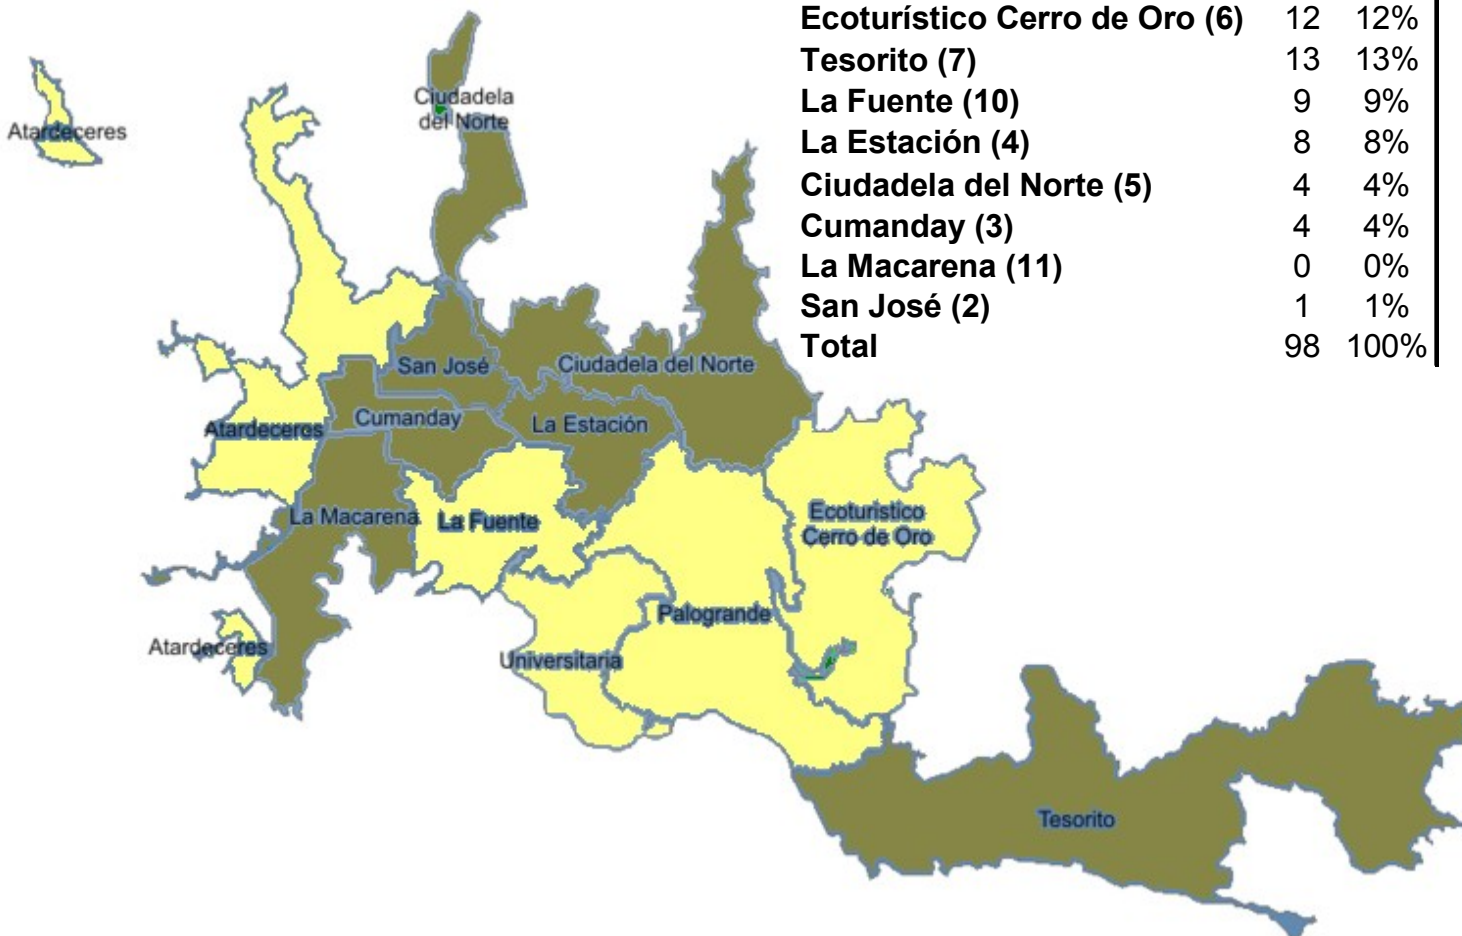 Ecoturístico Cerro de Oro (6) 12 12%
Tesorito (7) 13 13%
La Fuente (10) 9 9%
La Estación (4) 8 8%
Ciudadela del Norte (5) 4 4%
Cumanday (3) 4 4%
La Macarena (11) 0 0%
San José (2) 1 1%
Total 98 100%
Ciudadela
del Norte
Atardeceres
San José
Ciudadela del Norte
Cumanday
La Estación
Atardeceres
La Macarena
La Fuente
Ecoturistico
Cerro de Oro
Palogrande
Atardeceres
Universitaria
Tesorito